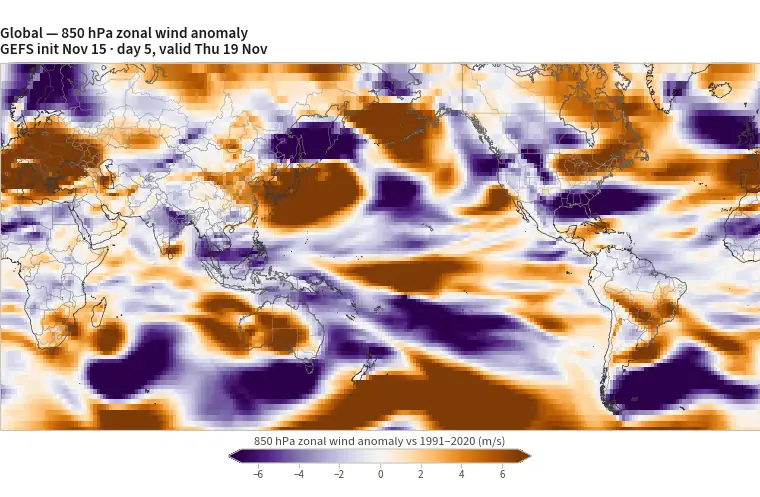 Global — 850 hPa zonal wind anomaly
GEFS init Nov 15 · day 5, valid Thu 19 Nov
850 hPa zonal wind anomaly vs 1991–2020 (m/s)
−6 −4 −2 0 2 4 6